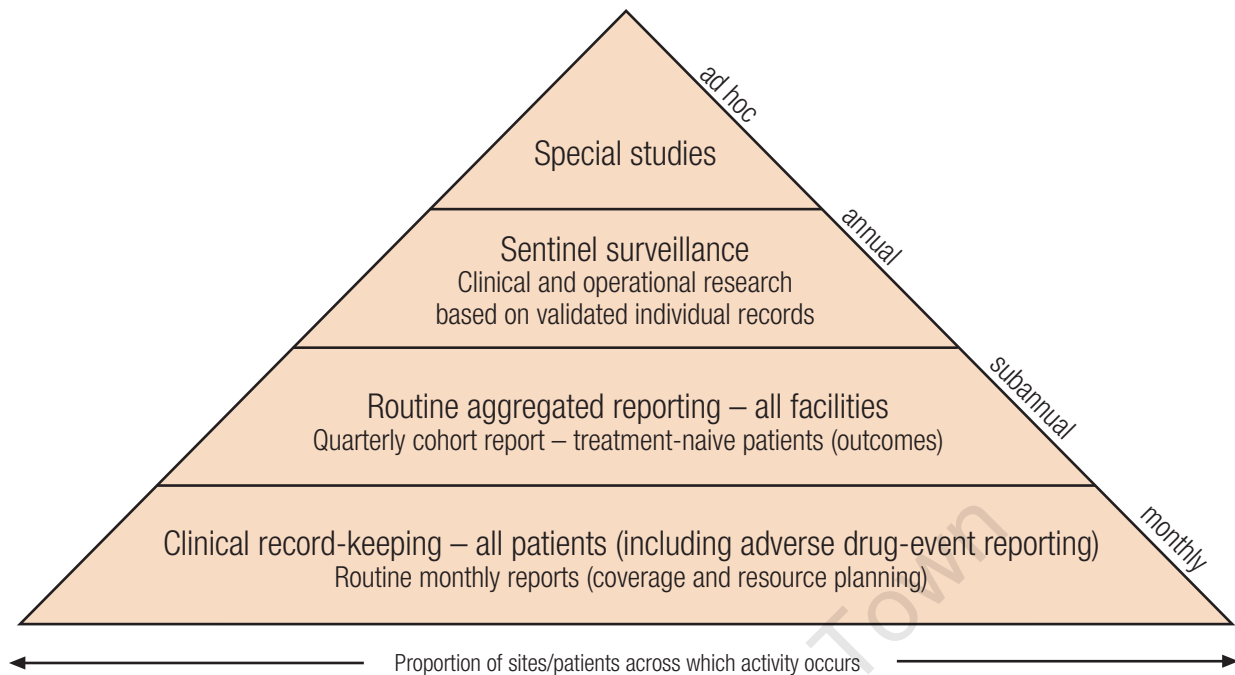 ad hoc
Special studies
annual
Sentinel surveillance
Clinical and operational research
based on validated individual records
subannual
Routine aggregated reporting – all facilities
Quarterly cohort report – treatment-naive patients (outcomes)
monthly
Clinical record-keeping – all patients (including adverse drug-event reporting)
Routine monthly reports (coverage and resource planning)
Town
Proportion of sites/patients across which activity occurs